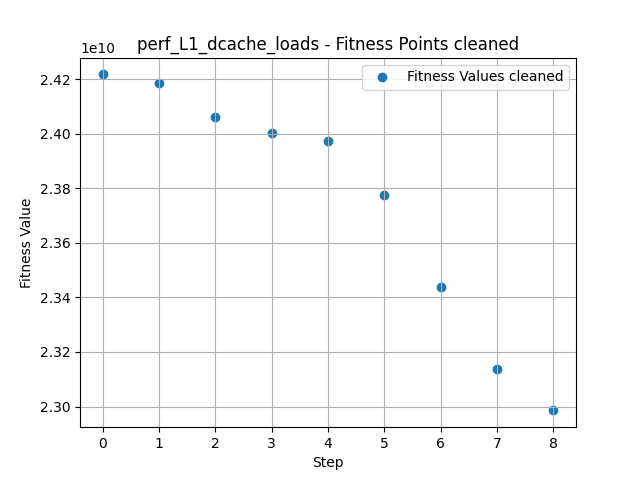 perf_L1_dcache_loads - Fitness Points cleaned
1e10
Fitness Values cleaned
2.42
2.40
2.38
2.36
2.34
2.32
2.30
Fitness Value
0 1 2 3 4 5 6 7 8
Step